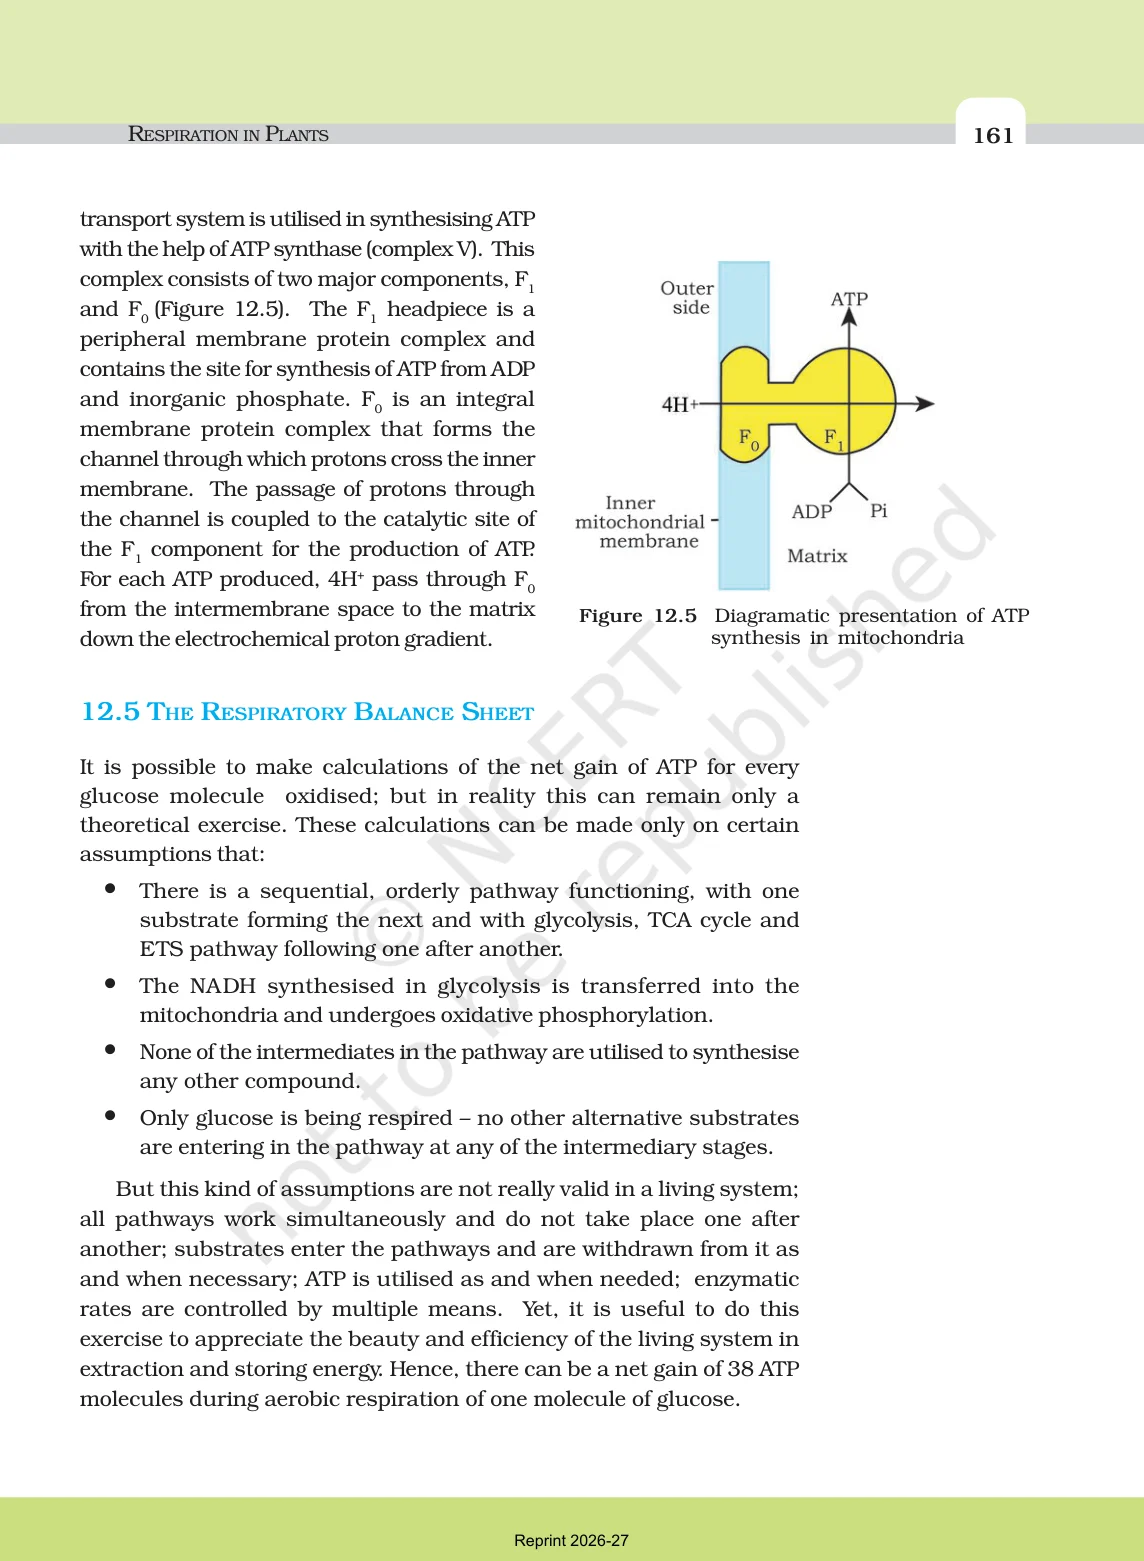 RESPIRATION IN PLANTS
161
transport system is utilised in synthesising ATP
with the help of ATP synthase (complex V). This
complex consists of two major components, F1
and F0 (Figure 12.5). The F1 headpiece is a
peripheral membrane protein complex and
contains the site for synthesis of ATP from ADP
and inorganic phosphate. F0 is an integral
membrane protein complex that forms the
channel through which protons cross the inner
membrane. The passage of protons through
the channel is coupled to the catalytic site of
the F1 component for the production of ATP.
For each ATP produced, 4H+ pass through F0
from the intermembrane space to the matrix
down the electrochemical proton gradient.
Outer
side
ATP
4H+
F0
F1
Inner
mitochondrial
membrane
ADP
Pi
Matrix
Figure 12.5 Diagramatic presentation of ATP
synthesis in mitochondria
12.5 THE RESPIRATORY BALANCE SHEET
It is possible to make calculations of the net gain of ATP for every
glucose molecule oxidised; but in reality this can remain only a
theoretical exercise. These calculations can be made only on certain
assumptions that:
• There is a sequential, orderly pathway functioning, with one
substrate forming the next and with glycolysis, TCA cycle and
ETS pathway following one after another.
• The NADH synthesised in glycolysis is transferred into the
mitochondria and undergoes oxidative phosphorylation.
• None of the intermediates in the pathway are utilised to synthesise
any other compound.
• Only glucose is being respired – no other alternative substrates
are entering in the pathway at any of the intermediary stages.
But this kind of assumptions are not really valid in a living system;
all pathways work simultaneously and do not take place one after
another; substrates enter the pathways and are withdrawn from it as
and when necessary; ATP is utilised as and when needed; enzymatic
rates are controlled by multiple means. Yet, it is useful to do this
exercise to appreciate the beauty and efficiency of the living system in
extraction and storing energy. Hence, there can be a net gain of 38 ATP
molecules during aerobic respiration of one molecule of glucose.
© NCERT
not to be republished
Reprint 2026-27